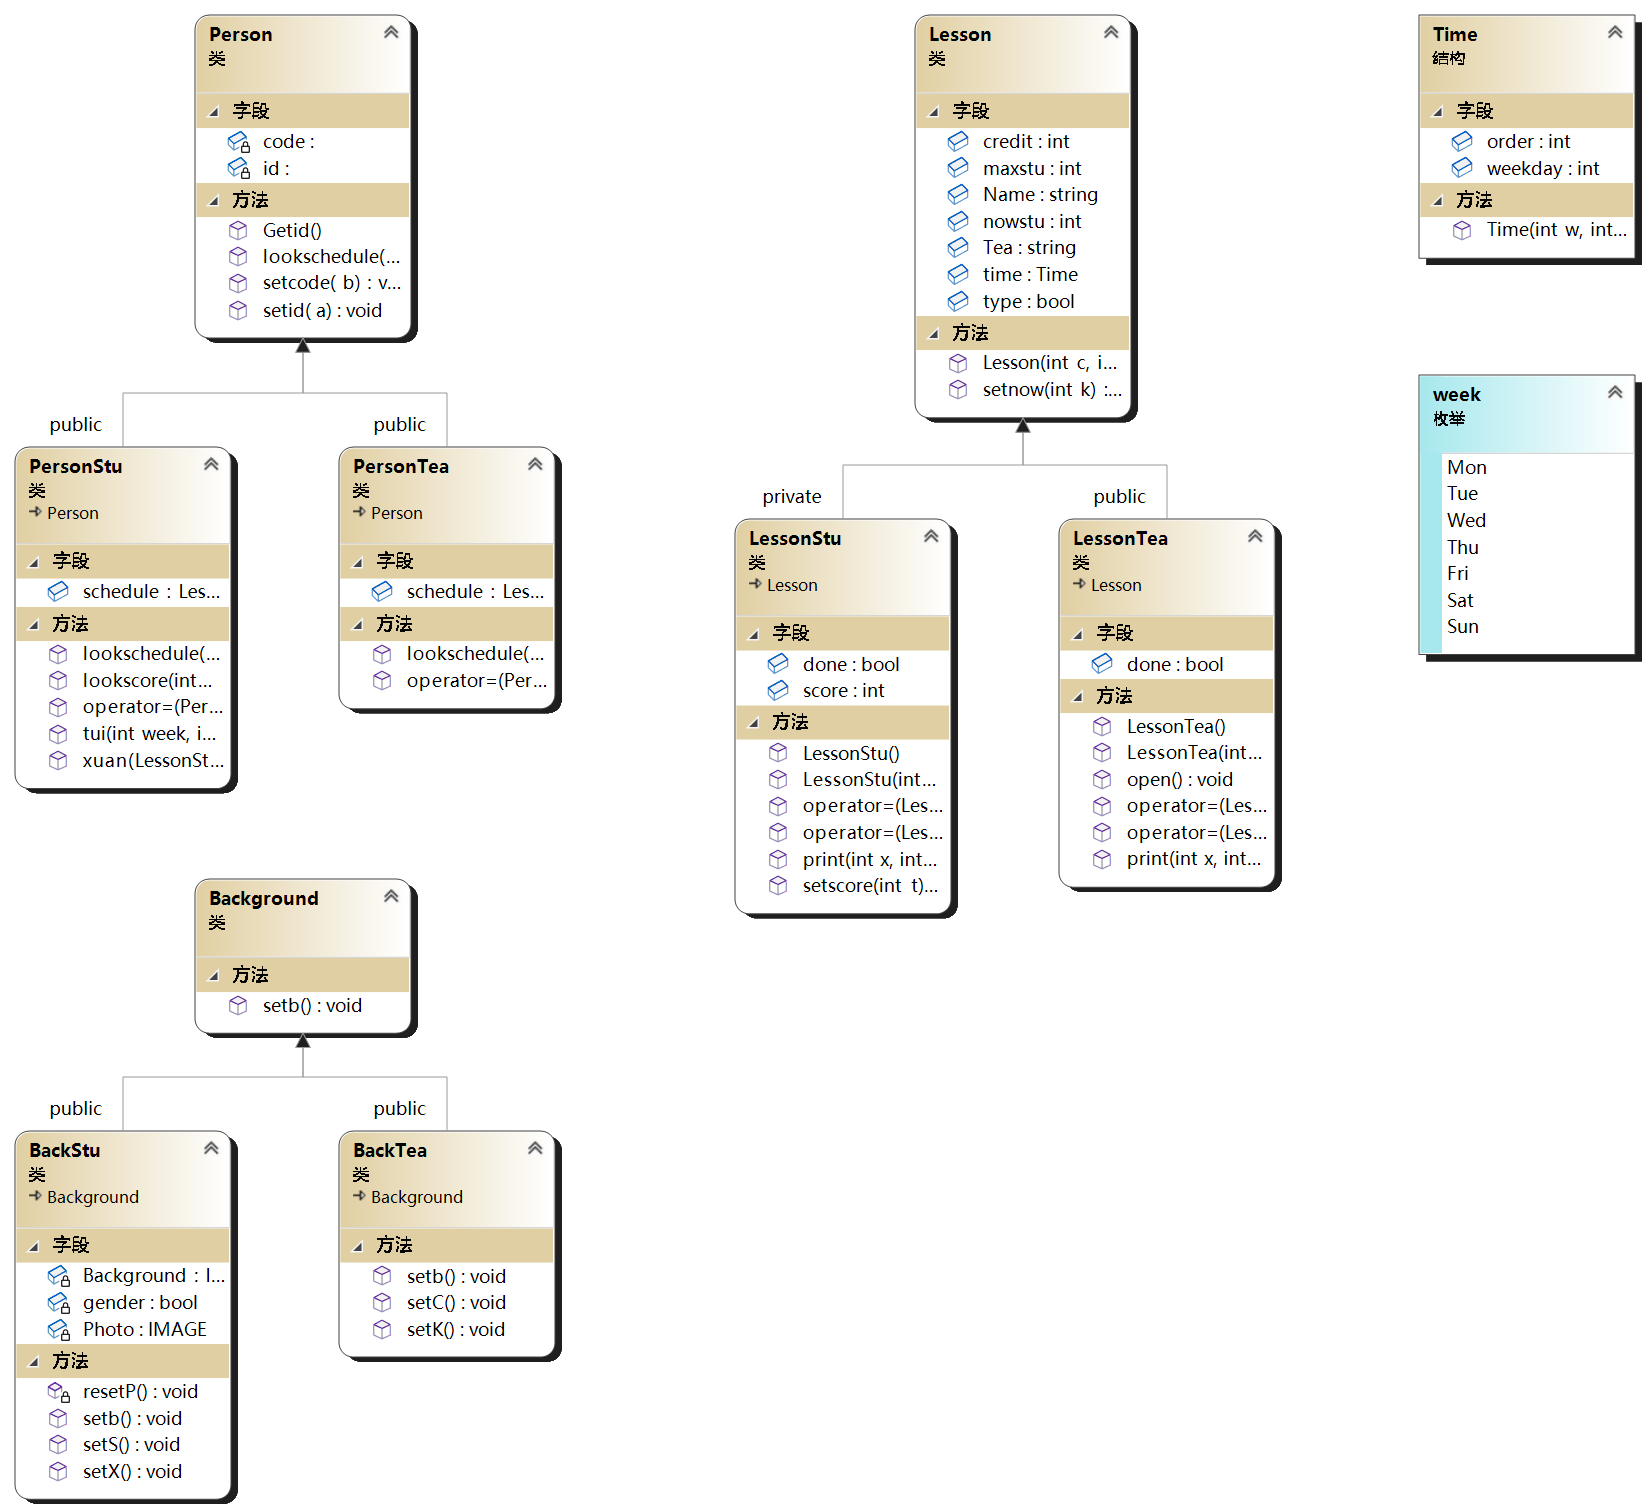 Person
类
字段
code :
id :
方法
Getid()
lookschedule(...
setcode( b) : v...
setid( a) : void
public
public
PersonStu
类
Person
字段
schedule : Les...
方法
lookschedule(...
lookscore(int...
operator=(Per...
tui(int week, i...
xuan(LessonSt...
PersonTea
类
Person
字段
schedule : Les...
方法
lookschedule(...
operator=(Per...
Lesson
类
字段
credit : int
maxstu : int
Name : string
nowstu : int
Tea : string
time : Time
type : bool
方法
Lesson(int c, i...
setnow(int k) :...
private
public
LessonStu
类
Lesson
字段
done : bool
score : int
方法
LessonStu()
LessonStu(int...
operator=(Les...
operator=(Les...
print(int x, int...
setscore(int t)...
LessonTea
类
Lesson
字段
done : bool
方法
LessonTea()
LessonTea(int...
open() : void
operator=(Les...
operator=(Les...
print(int x, int...
Time
结构
字段
order : int
weekday : int
方法
Time(int w, int...
week
枚举
Mon
Tue
Wed
Thu
Fri
Sat
Sun
Background
类
方法
setb() : void
public
public
BackStu
类
Background
字段
Background : I...
gender : bool
Photo : IMAGE
方法
resetP() : void
setb() : void
setS() : void
setX() : void
BackTea
类
Background
方法
setb() : void
setC() : void
setK() : void